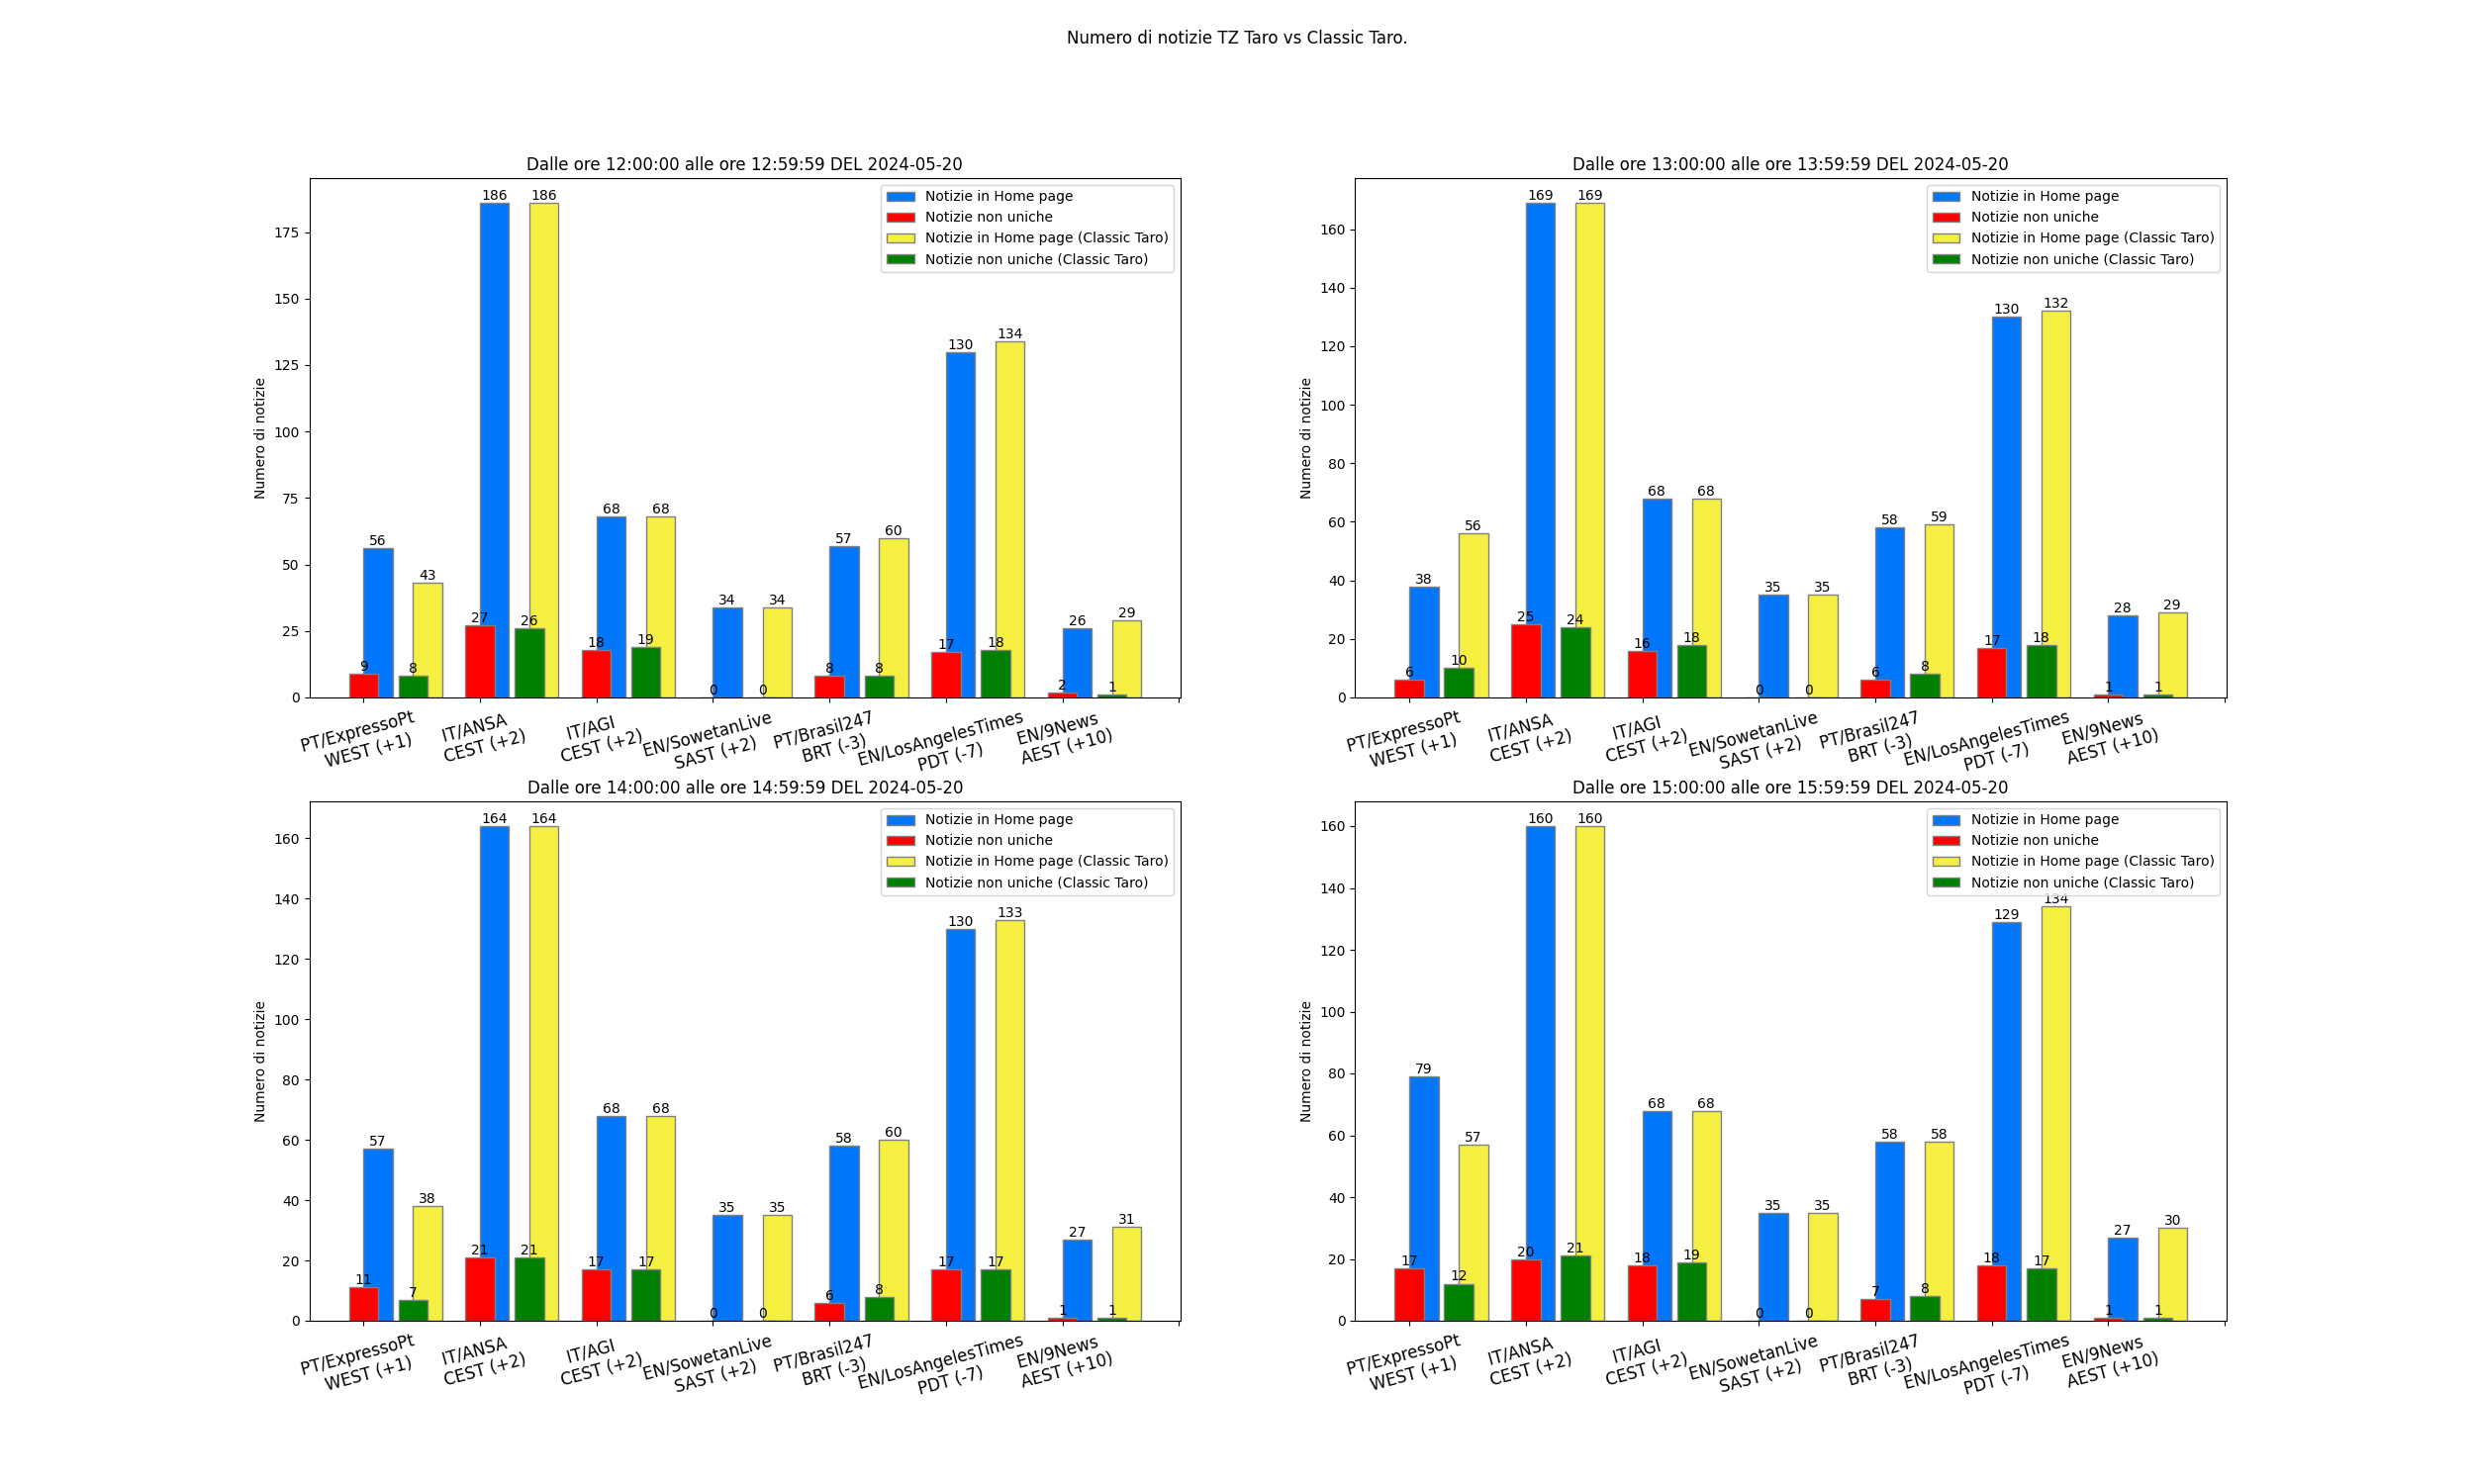 Numero di notizie TZ Taro vs Classic Taro.
Dalle ore 12:00:00 alle ore 12:59:59 DEL 2024-05-20
Numero di notizie
175
150
125
100
75
50
25
0
Notizie in Home page
Notizie non uniche
Notizie in Home page (Classic Taro)
Notizie non uniche (Classic Taro)
9 56 8 43
27 186 26 186
18 68 19 68
0 34 0 34
8 57 8 60
17 130 18 134
2 26 1 29
PT/ExpressoPt
WEST (+1)
IT/ANSA
CEST (+2)
IT/AGI
CEST (+2)
EN/SowetanLive
SAST (+2)
PT/Brasil247
BRT (-3)
EN/LosAngelesTimes
PDT (-7)
EN/9News
AEST (+10)
Dalle ore 13:00:00 alle ore 13:59:59 DEL 2024-05-20
Numero di notizie
160
140
120
100
80
60
40
20
0
Notizie in Home page
Notizie non uniche
Notizie in Home page (Classic Taro)
Notizie non uniche (Classic Taro)
6 38 10 56
25 169 24 169
16 68 18 68
0 35 0 35
6 58 8 59
17 130 18 132
1 28 1 29
PT/ExpressoPt
WEST (+1)
IT/ANSA
CEST (+2)
IT/AGI
CEST (+2)
EN/SowetanLive
SAST (+2)
PT/Brasil247
BRT (-3)
EN/LosAngelesTimes
PDT (-7)
EN/9News
AEST (+10)
Dalle ore 14:00:00 alle ore 14:59:59 DEL 2024-05-20
Numero di notizie
160
140
120
100
80
60
40
20
0
Notizie in Home page
Notizie non uniche
Notizie in Home page (Classic Taro)
Notizie non uniche (Classic Taro)
11 57 7 38
21 164 21 164
17 68 17 68
0 35 0 35
6 58 8 60
17 130 17 133
1 27 1 31
PT/ExpressoPt
WEST (+1)
IT/ANSA
CEST (+2)
IT/AGI
CEST (+2)
EN/SowetanLive
SAST (+2)
PT/Brasil247
BRT (-3)
EN/LosAngelesTimes
PDT (-7)
EN/9News
AEST (+10)
Dalle ore 15:00:00 alle ore 15:59:59 DEL 2024-05-20
Numero di notizie
160
140
120
100
80
60
40
20
0
Notizie in Home page
Notizie non uniche
Notizie in Home page (Classic Taro)
Notizie non uniche (Classic Taro)
17 79 12 57
20 160 21 160
18 68 19 68
0 35 0 35
7 58 8 58
18 129 17 134
1 27 1 30
PT/ExpressoPt
WEST (+1)
IT/ANSA
CEST (+2)
IT/AGI
CEST (+2)
EN/SowetanLive
SAST (+2)
PT/Brasil247
BRT (-3)
EN/LosAngelesTimes
PDT (-7)
EN/9News
AEST (+10)